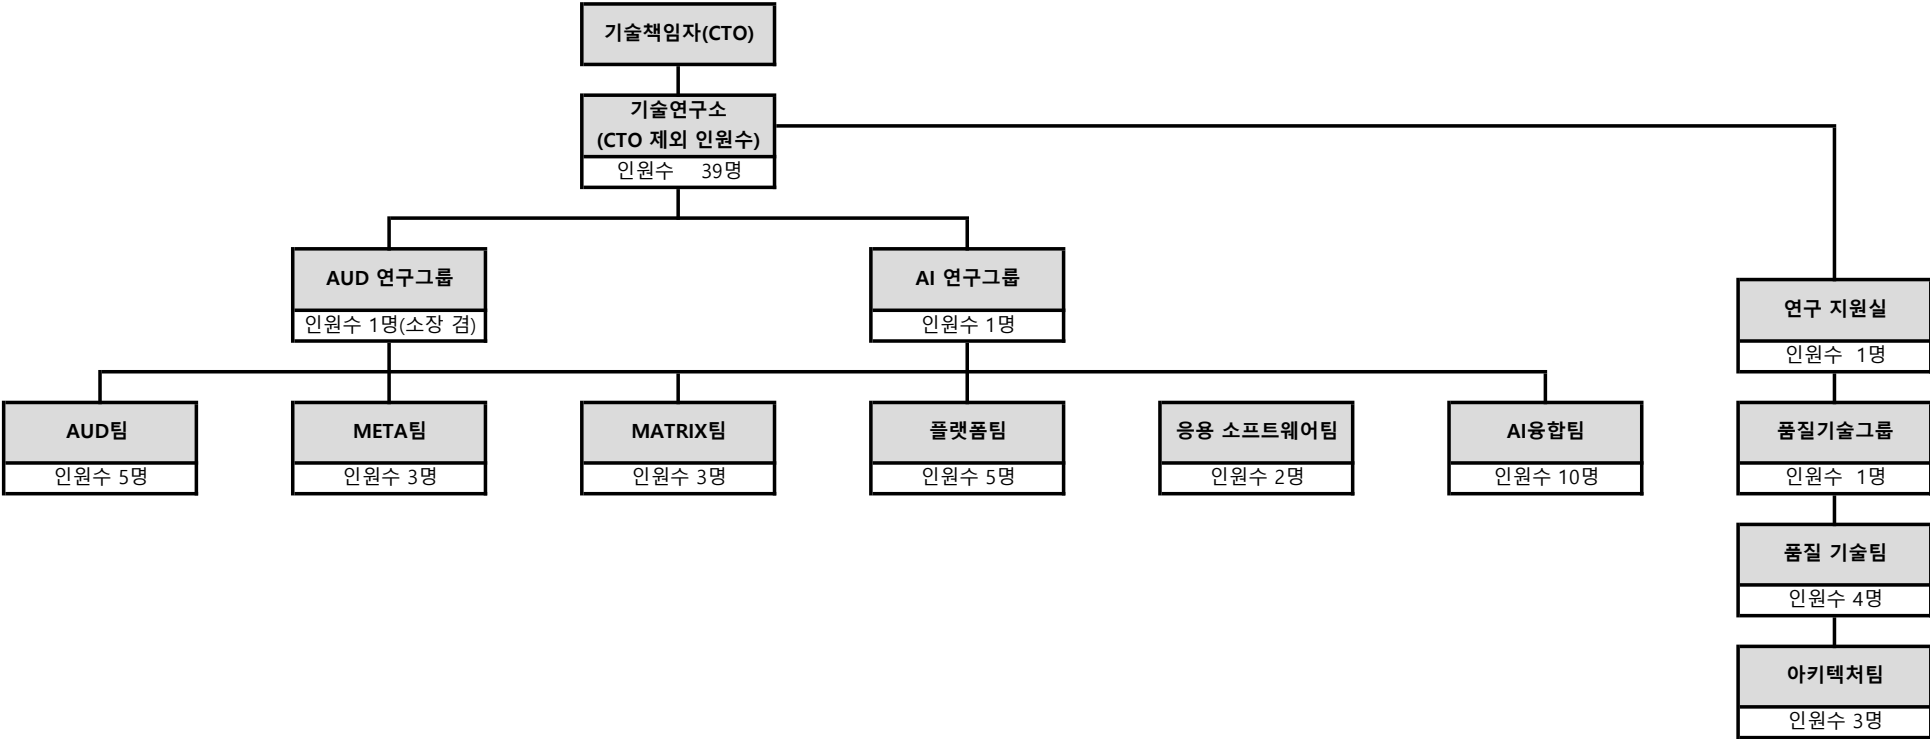 기술책임자(CTO)
기술연구소
(CTO 제외 인원수)
인원수 39명
AUD 연구그룹
인원수 1명(소장 겸)
AI 연구그룹
인원수 1명
연구 지원실
인원수 1명
AUD팀
인원수 5명
META팀
인원수 3명
MATRIX팀
인원수 3명
플랫폼팀
인원수 5명
응용 소프트웨어팀
인원수 2명
AI융합팀
인원수 10명
품질기술그룹
인원수 1명
품질 기술팀
인원수 4명
아키텍처팀
인원수 3명